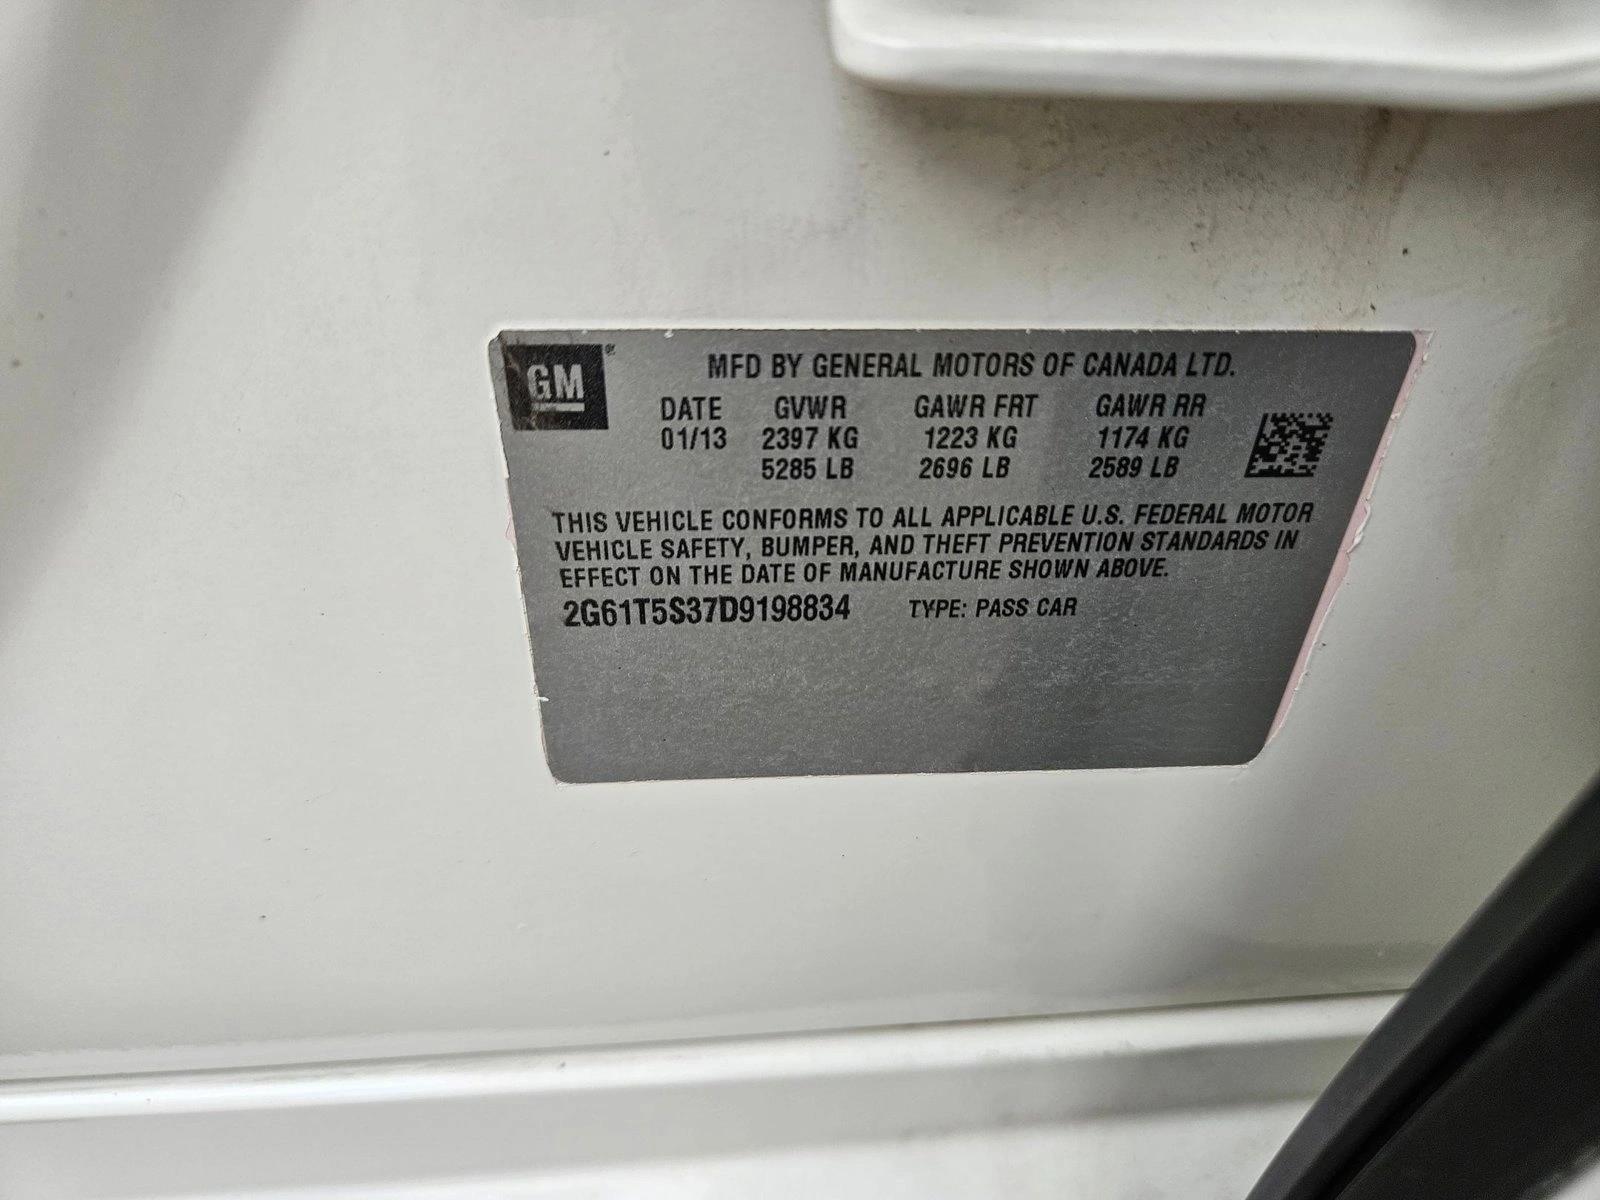 GM
MFD BY GENERAL MOTORS OF CANADA LTD.
DATE GVWR GAWR FRT GAWR RR
01/13 2397 KG 1223 KG 1174 KG
5285 LB 2696 LB 2589 LB
THIS VEHICLE CONFORMS TO ALL APPLICABLE U.S. FEDERAL MOTOR
VEHICLE SAFETY, BUMPER, AND THEFT PREVENTION STANDARDS IN
EFFECT ON THE DATE OF MANUFACTURE SHOWN ABOVE.
2G61T5S37D9198834 TYPE: PASS CAR